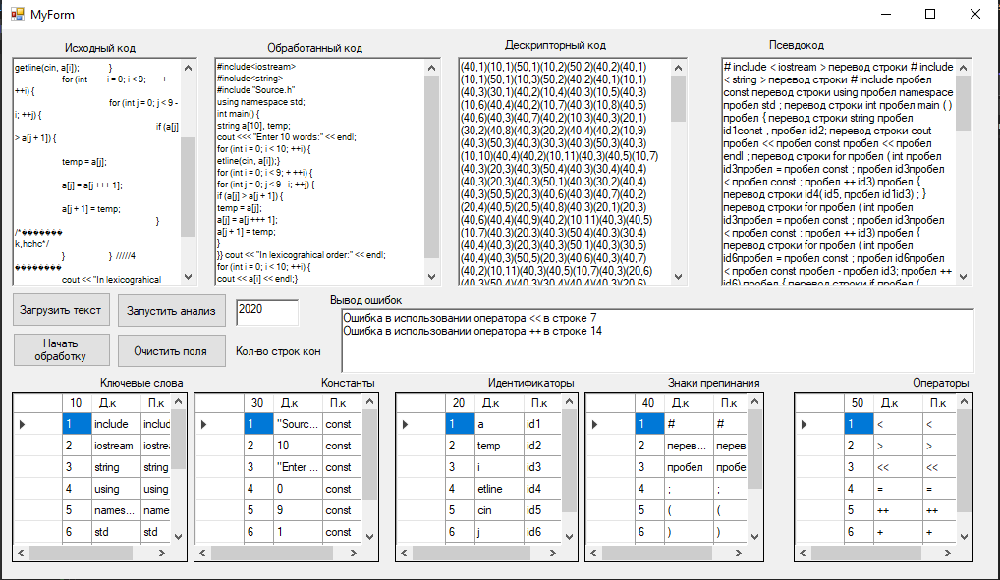 MyForm
Исходный код
Обработанный код
Дескрипторный код
Псевдокод
getline(cin, a[i]); }
for (int i = 0; i < 9; +
++i) {
for (int j = 0; j < 9 -
i; ++j) {
if (a[j]
> a[j + 1]) {
temp = a[j];
a[j] = a[j +++ 1];
a[j + 1] = temp;
}
/*�������
k,hchc*/
} } /////4
��������
cout << "In lexicograhical
#include<iostream>
#include<string>
#include "Source.h"
using namespace std;
int main() {
string a[10], temp;
cout <<< "Enter 10 words:" << endl;
for (int i = 0; i < 10; ++i) {
etline(cin, a[i]);}
for (int i = 0; i < 9; + ++i) {
for (int j = 0; j < 9 - i; ++j) {
if (a[j] > a[j + 1]) {
temp = a[j];
a[j] = a[j +++ 1];
a[j + 1] = temp;
}
}} cout << "In lexicograhical order:" << endl;
for (int i = 0; i < 10; ++i) {
cout << a[i] << endl;}
(40,1)(10,1)(50,1)(10,2)(50,2)(40,2)(40,1)
(10,1)(50,1)(10,3)(50,2)(40,2)(40,1)(10,1)
(40,3)(30,1)(40,2)(10,4)(40,3)(10,5)(40,3)
(10,6)(40,4)(40,2)(10,7)(40,3)(10,8)(40,5)
(40,6)(40,3)(40,7)(40,2)(10,3)(40,3)(20,1)
(30,2)(40,8)(40,3)(20,2)(40,4)(40,2)(10,9)
(40,3)(50,3)(40,3)(30,3)(40,3)(50,3)(40,3)
(10,10)(40,4)(40,2)(10,11)(40,3)(40,5)(10,7)
(40,3)(20,3)(40,3)(50,4)(40,3)(30,4)(40,4)
(40,3)(20,3)(40,3)(50,1)(40,3)(30,2)(40,4)
(40,3)(50,5)(20,3)(40,6)(40,3)(40,7)(40,2)
(20,4)(40,5)(20,5)(40,8)(40,3)(20,1)(20,3)
(40,6)(40,4)(40,9)(40,2)(10,11)(40,3)(40,5)
(10,7)(40,3)(20,3)(40,3)(50,4)(40,3)(30,4)
(40,4)(40,3)(20,3)(40,3)(50,1)(40,3)(30,5)
(40,4)(40,3)(50,5)(20,3)(40,6)(40,3)(40,7)
(40,2)(10,11)(40,3)(40,5)(10,7)(40,3)(20,6)
(40,3)(50,4)(40,3)(30,4)(40,4)(40,3)(20,6)
# include < iostream > перевод строки # include
< string > перевод строки # include пробел
const перевод строки using пробел namespace
пробел std ; перевод строки int пробел main ( )
пробел { перевод строки string пробел
id1const , пробел id2; перевод строки cout
пробел << пробел const пробел << пробел
endl ; перевод строки for пробел ( int пробел
id3пробел = пробел const ; пробел id3пробел
< пробел const ; пробел ++ id3) пробел {
перевод строки id4( id5, пробел id1id3) ; }
перевод строки for пробел ( int пробел
id3пробел = пробел const ; пробел id3пробел
< пробел const ; пробел ++ id3) пробел {
перевод строки for пробел ( int пробел
id6пробел = пробел const ; пробел id6пробел
< пробел const пробел - пробел id3; пробел ++
id6) пробел { перевод строки if пробел (
Загрузить текст
Запустить анализ
2020
Вывод ошибок
Ошибка в использовании оператора << в строке 7
Ошибка в использовании оператора ++ в строке 14
Начать
обработку
Очистить поля
Кол-во строк кон
Ключевые слова
Константы
Идентификаторы
Знаки препинания
Операторы
10 Д.к П.к
1 include includ
2 iostream iostrea
3 string string
4 using using
5 names... name
6 std std
30 Д.к П.к
1 "Sourc... const
2 10 const
3 "Enter ... const
4 0 const
5 9 const
6 1 const
20 Д.к П.к
1 a id1
2 temp id2
3 i id3
4 etline id4
5 cin id5
6 j id6
40 Д.к П.к
1 # #
2 перев... перев
3 пробел пробе
4 ; ;
5 ( (
6 ) )
50 Д.к П.к
1 < <
2 > >
3 << <<
4 = =
5 ++ ++
6 + +